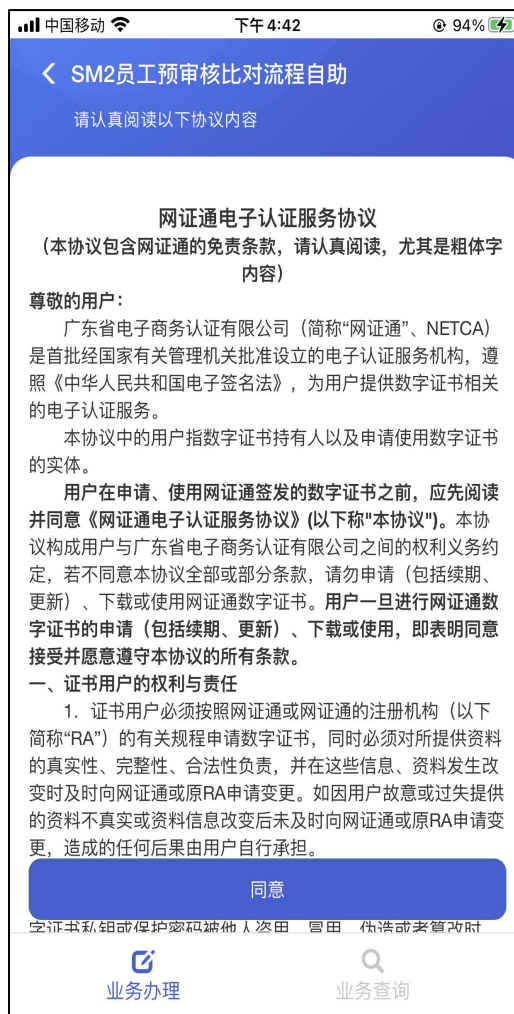 中国移动 下午4:42 94%
SM2员工预审核比对流程自助
请认真阅读以下协议内容
网证通电子认证服务协议
（本协议包含网证通的免责条款，请认真阅读，尤其是粗体字
内容）
尊敬的用户：
广东省电子商务认证有限公司（简称“网证通”、NETCA）
是首批经国家有关管理机关批准设立的电子认证服务机构，遵
照《中华人民共和国电子签名法》，为用户提供数字证书相关
的电子认证服务。
本协议中的用户指数字证书持有人以及申请使用数字证书
的实体。
用户在申请、使用网证通签发的数字证书之前，应先阅读
并同意《网证通电子认证服务协议》(以下称"本协议")。本协
议构成用户与广东省电子商务认证有限公司之间的权利义务约
定，若不同意本协议全部或部分条款，请勿申请（包括续期、
更新）、下载或使用网证通数字证书。用户一旦进行网证通数
字证书的申请（包括续期、更新）、下载或使用，即表明同意
接受并愿意遵守本协议的所有条款。
一、证书用户的权利与责任
1．证书用户必须按照网证通或网证通的注册机构（以下
简称“RA”）的有关规程申请数字证书，同时必须对所提供资料
的真实性、完整性、合法性负责，并在这些信息、资料发生改
变时及时向网证通或原RA申请变更。如因用户故意或过失提供
的资料不真实或资料信息改变后未及时向网证通或原RA申请变
更，造成的任何后果由用户自行承担。
同意
字证书私钥或保护密码被他人盗用、冒用、伪造或者篡改时，
业务办理 业务查询